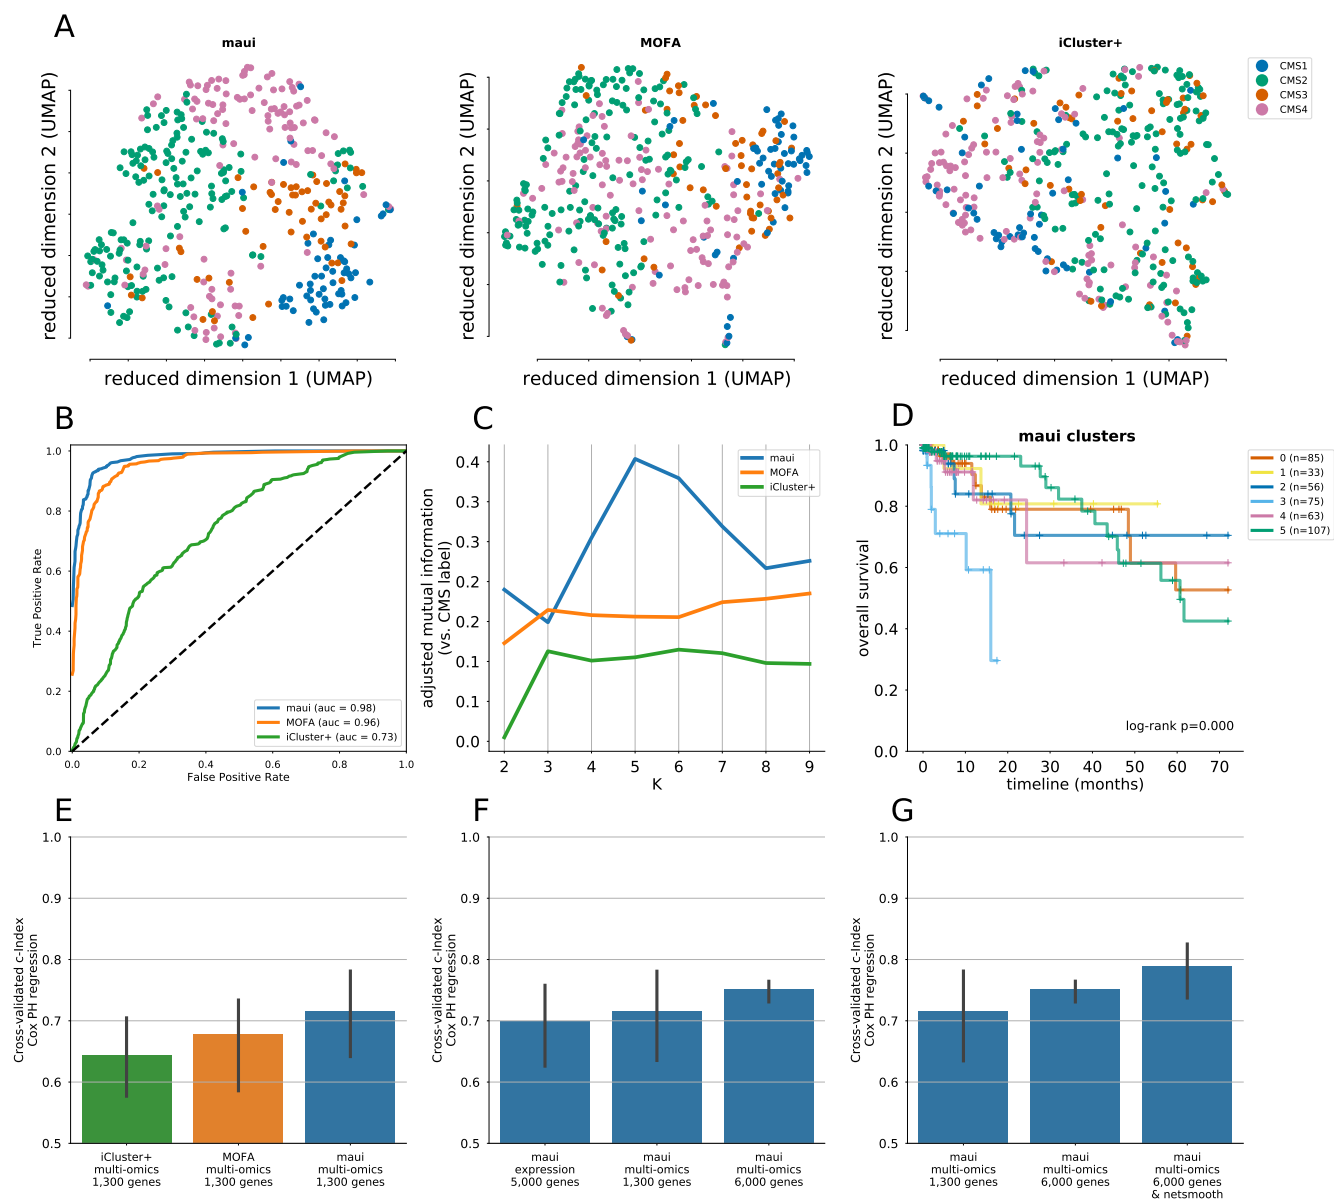 A
maui
MOFA
iCluster+
CMS1
CMS2
CMS3
CMS4
reduced dimension 2 (UMAP)
reduced dimension 2 (UMAP)
reduced dimension 2 (UMAP)
reduced dimension 1 (UMAP)
reduced dimension 1 (UMAP)
reduced dimension 1 (UMAP)
B
True Positive Rate
1.0
0.8
0.6
0.4
0.2
0.0
0.0
0.2
0.4
0.6
0.8
1.0
False Positive Rate
maui (auc = 0.98)
MOFA (auc = 0.96)
iCluster+ (auc = 0.73)
C
adjusted mutual information
(vs. CMS label)
0.4
0.3
0.3
0.2
0.2
0.1
0.1
0.0
2
3
4
5
6
7
8
9
K
maui
MOFA
iCluster+
D
maui clusters
overall survival
1.0
0.8
0.6
0.4
0.2
0.0
0
10
20
30
40
50
60
70
timeline (months)
log-rank p=0.000
0 (n=85)
1 (n=33)
2 (n=56)
3 (n=75)
4 (n=63)
5 (n=107)
E
Cross-validated c-Index
Cox PH regression
1.0
0.9
0.8
0.7
0.6
0.5
iCluster+
multi-omics
1,300 genes
MOFA
multi-omics
1,300 genes
maui
multi-omics
1,300 genes
F
Cross-validated c-Index
Cox PH regression
1.0
0.9
0.8
0.7
0.6
0.5
maui
expression
5,000 genes
maui
multi-omics
1,300 genes
maui
multi-omics
6,000 genes
G
Cross-validated c-Index
Cox PH regression
1.0
0.9
0.8
0.7
0.6
0.5
maui
multi-omics
1,300 genes
maui
multi-omics
6,000 genes
maui
multi-omics
6,000 genes
& netsmooth